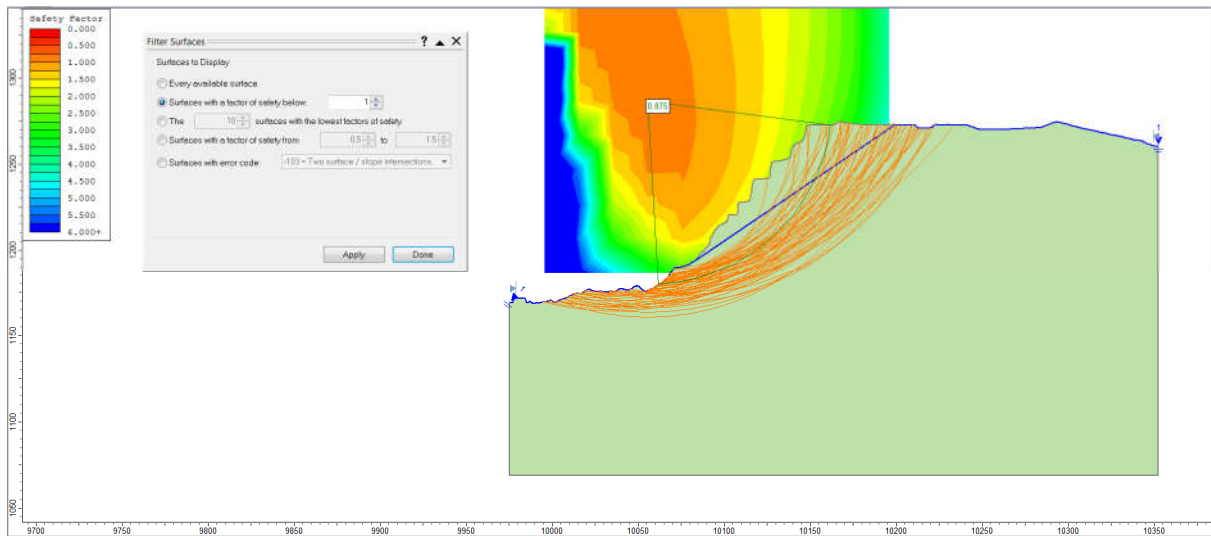 Safety Factor
0.000
0.500
1.000
1.500
2.000
2.500
3.000
3.500
4.000
4.500
5.000
5.500
6.000+
Filter Surfaces ?
Surfaces to Display
Every available surface
Surfaces with a factor of safety below: 1
The 10 surfaces with the lowest factors of safety
Surfaces with a factor of safety from 0.5 to 1.5
Surfaces with error code: -103 = Two surface / slope intersections.
Apply Done
0.875
1300
1250
1200
1150
1100
1050
9700 9750 9800 9850 9900 9950 10000 10050 10100 10150 10200 10250 10300 10350